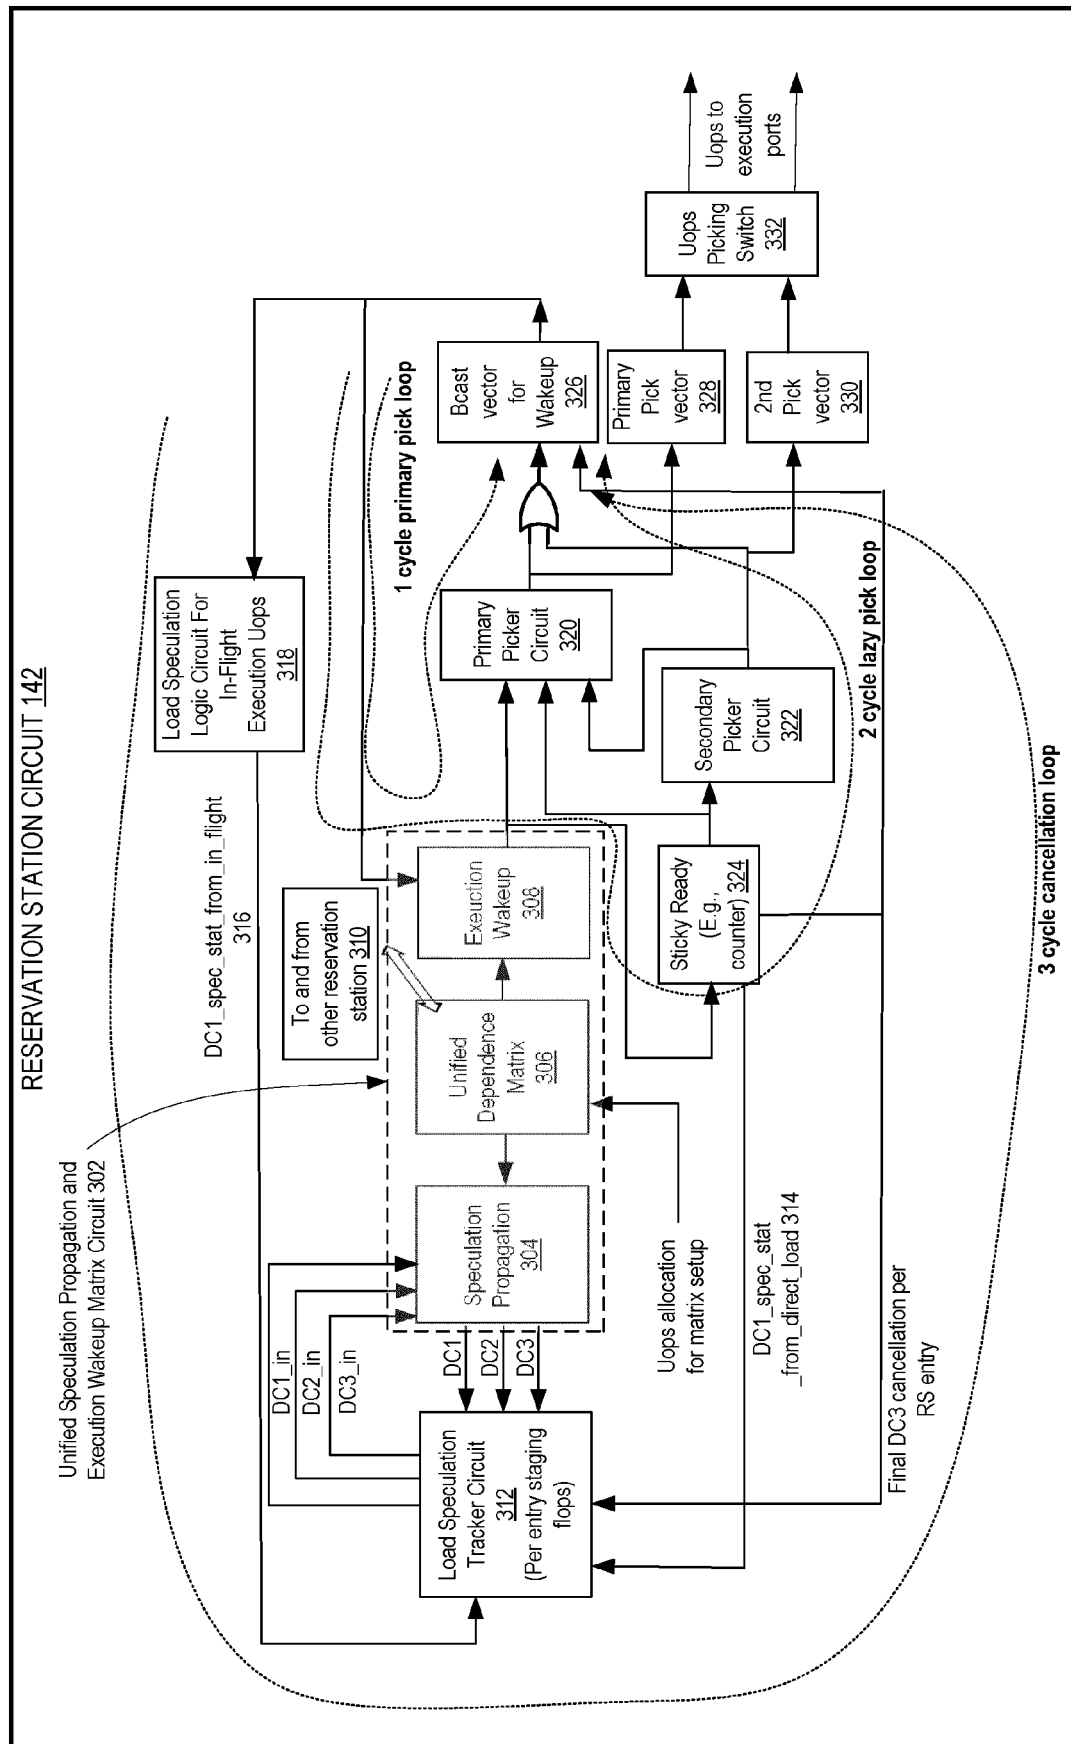 RESERVATION STATION CIRCUIT 142
Unified Speculation Propagation and
Execution Wakeup Matrix Circuit 302
DC1_spec_stat_from_in_flight
316
Load Speculation
Logic Circuit For
In-Flight
Execution Uops
318
To and from
other reservation
station 310
DC1_in
DC2_in
DC3_in
Load Speculation
Tracker Circuit
312
(Per entry staging
flops)
DC1
DC2
DC3
Speculation
Propagation
304
Unified
Dependence
Matrix
306
Exeuction
Wakeup
308
1 cycle primary pick loop
Primary
Picker
Circuit
320
Bcast
vector for
Wakeup
326
Primary
Pick
vector
328
2nd
Pick
vector
330
Uops
Picking
Switch
332
Uops to
execution
ports
Uops allocation
for matrix setup
Sticky Ready
(E.g.,
counter) 324
Secondary
Picker
Circuit
322
DC1_spec_stat
_from_direct_load 314
2 cycle lazy pick loop
Final DC3 cancellation per
RS entry
3 cycle cancellation loop